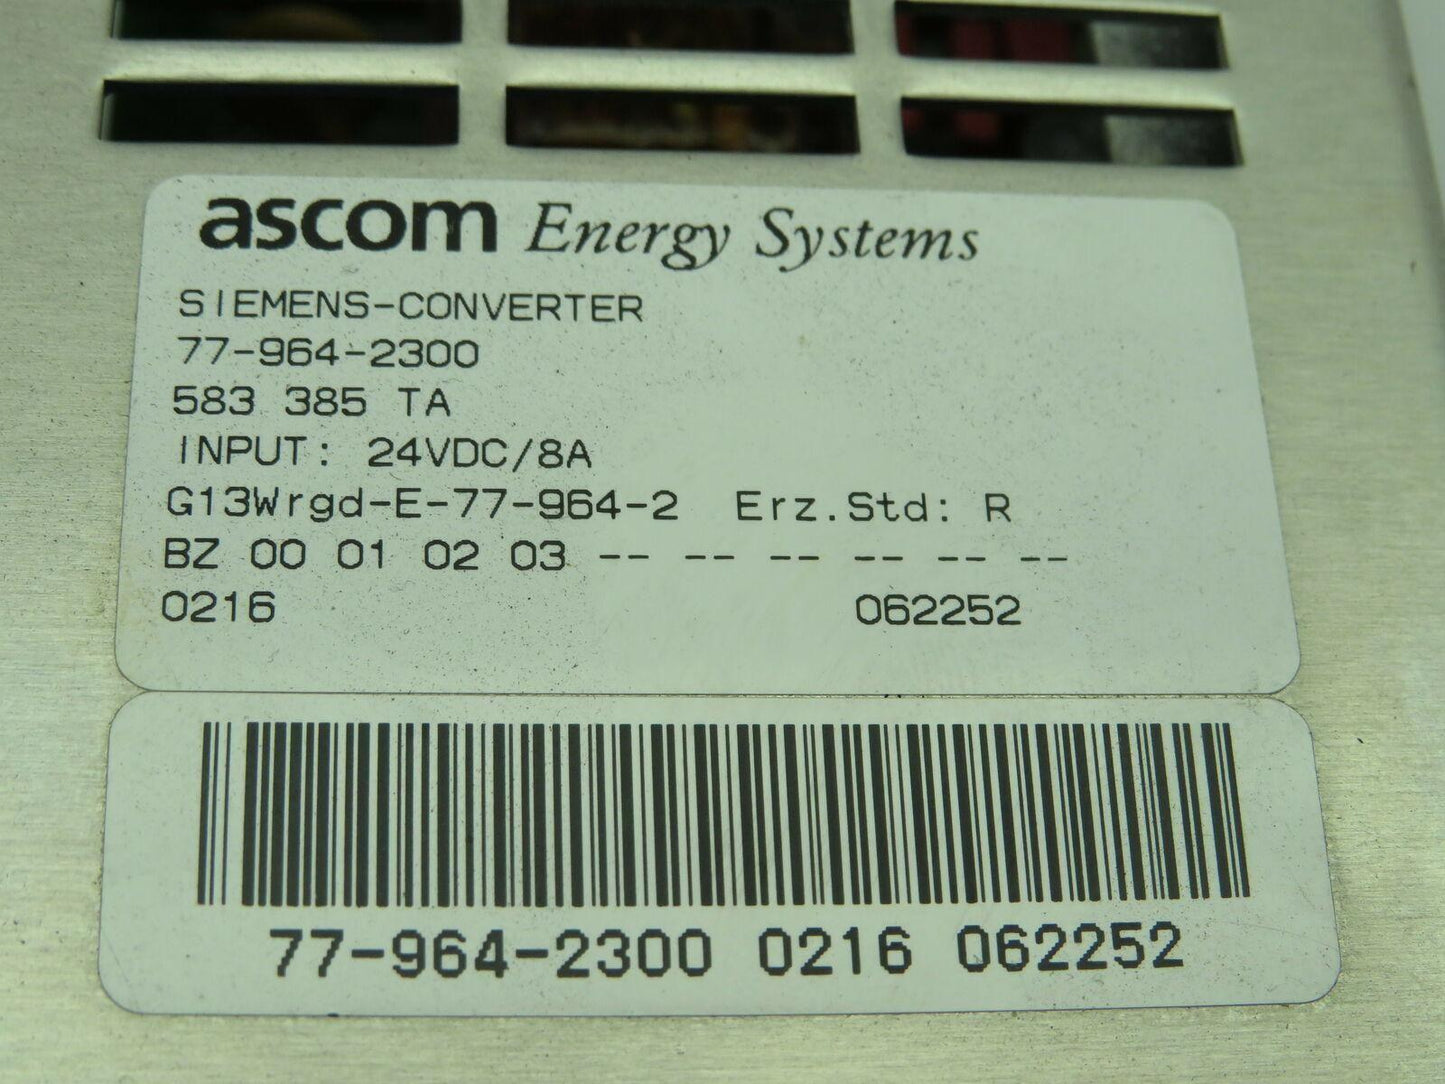 ascom Energy Systems
SIEMENS-CONVERTER
77-964-2300
583 385 TA
INPUT: 24VDC/8A
G13Wrgd-E-77-964-2 Erz.Std: R
BZ 00 01 02 03 -- -- -- -- -- --
0216 062252
77-964-2300 0216 062252